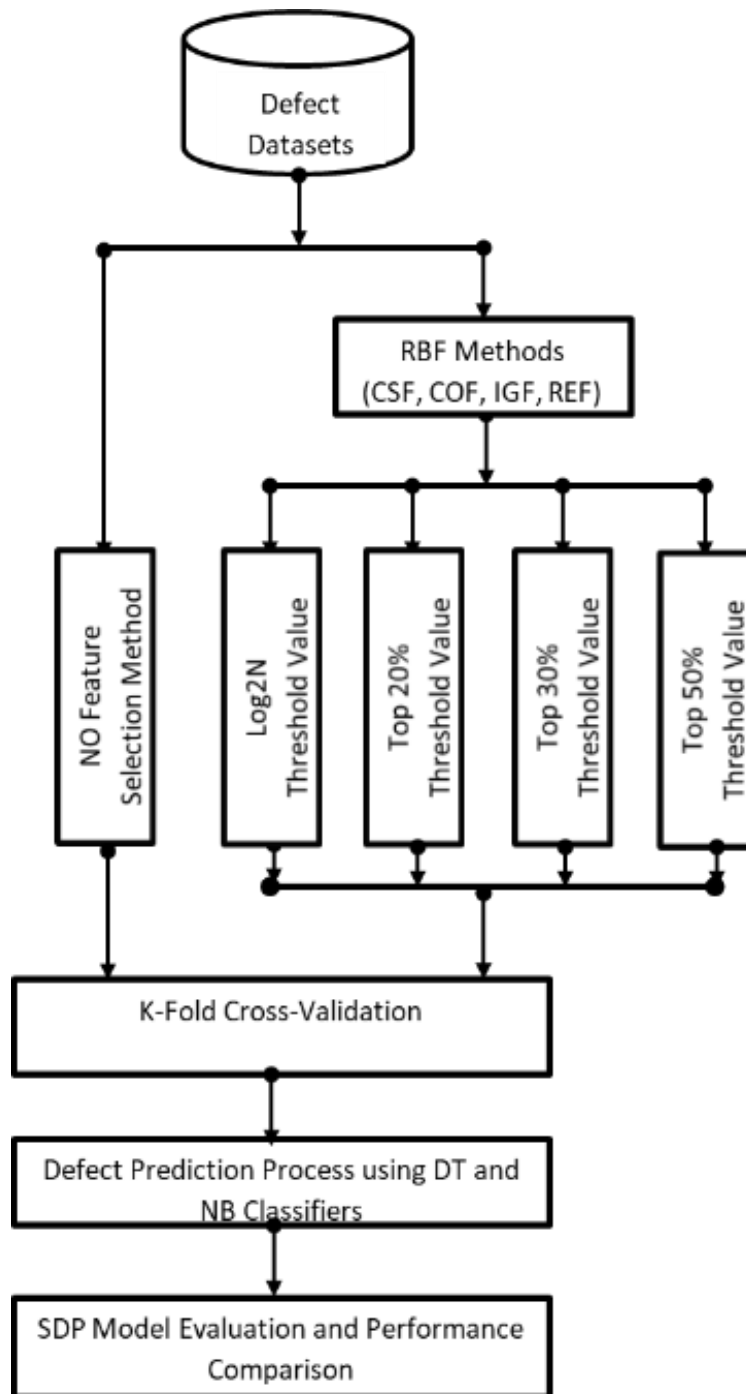 Defect
Datasets
RBF Methods
(CSF, COF, IGF, REF)
NO Feature
Selection Method
Log2N
Threshold Value
Top 20%
Threshold Value
Top 30%
Threshold Value
Top 50%
Threshold Value
K-Fold Cross-Validation
Defect Prediction Process using DT and
NB Classifiers
SDP Model Evaluation and Performance
Comparison